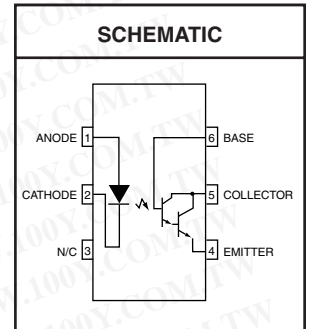 SCHEMATIC
ANODE 1
6 BASE
CATHODE 2
5 COLLECTOR
N/C 3
4 EMITTER